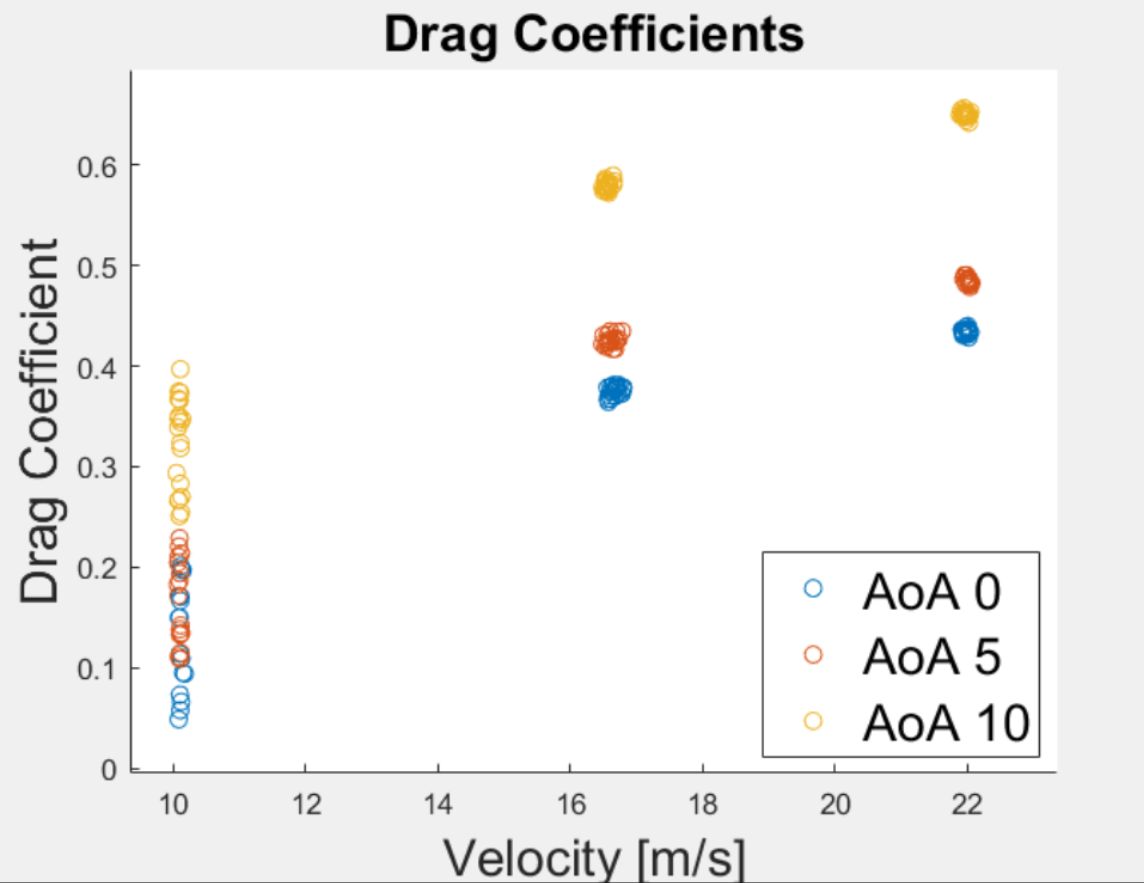 Drag Coefficients
Drag Coefficient
0.6
0.5
0.4
0.3
0.2
0.1
0
10 12 14 16 18 20 22
Velocity [m/s]
AoA 0
AoA 5
AoA 10